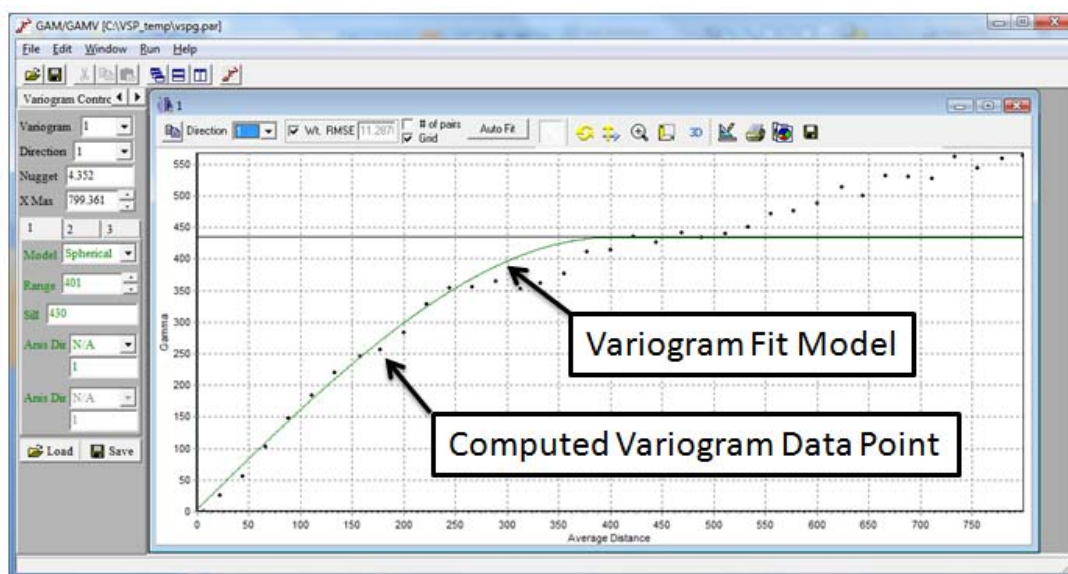 GAM/GAMV [C:\VSP_temp\vspg.par]
File Edit Window Run Help
Variogram Contrc
Variogram 1
Direction 1
Nugget 4.352
X Max 799.361
1 2 3
Model Spherical
Range 401
Sill 430
Anis Dir N/A
1
Anis Dir N/A
1
Load Save
1
Direction 1 Wt. RMSE 11.287 # of pairs Grid Auto Fit 3D
550
500
450
400
350
300
250
200
150
100
50
0
Gamma
Variogram Fit Model
Computed Variogram Data Point
0 50 100 150 200 250 300 350 400 450 500 550 600 650 700 750
Average Distance